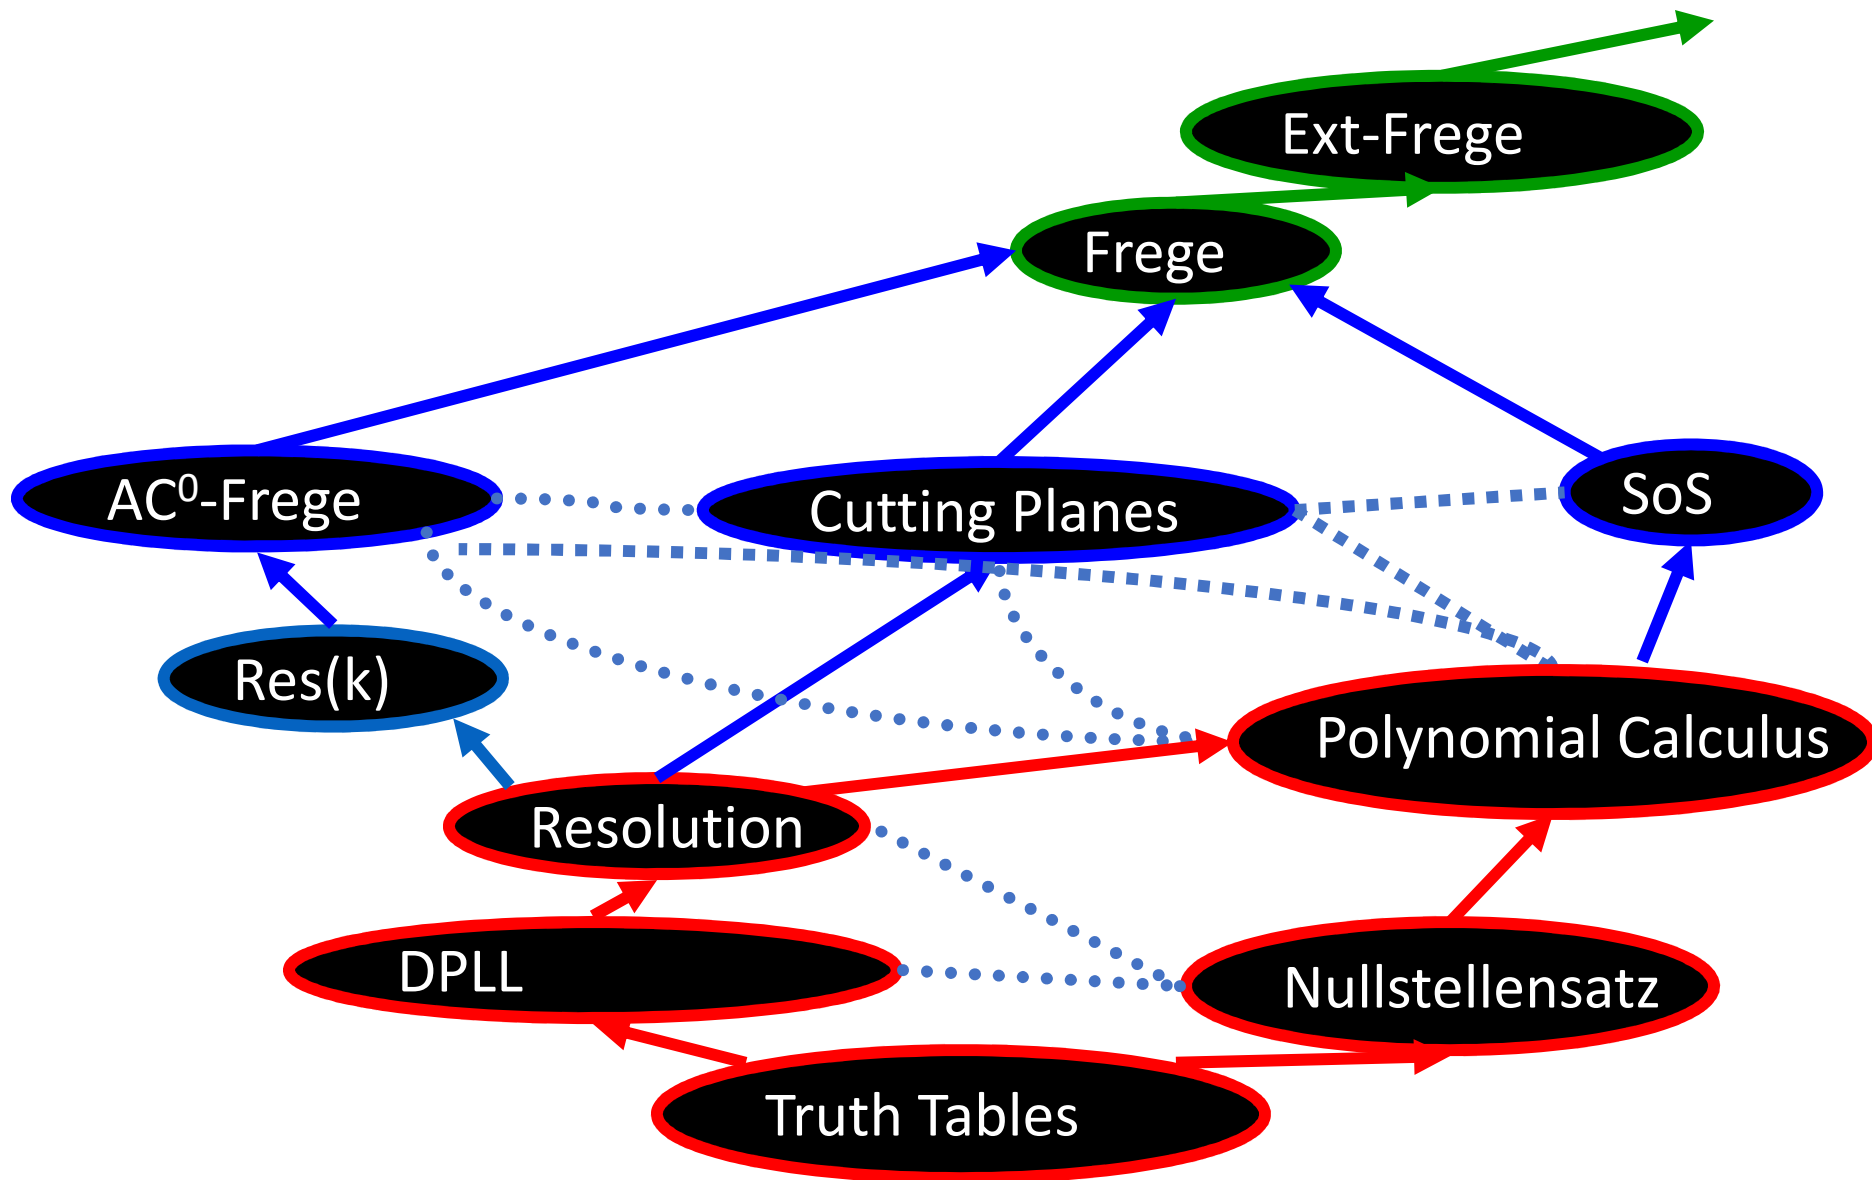 Ext-Frege
Frege
AC⁰-Frege
Cutting Planes
SoS
Res(k)
Polynomial Calculus
Resolution
DPLL
Nullstellensatz
Truth Tables